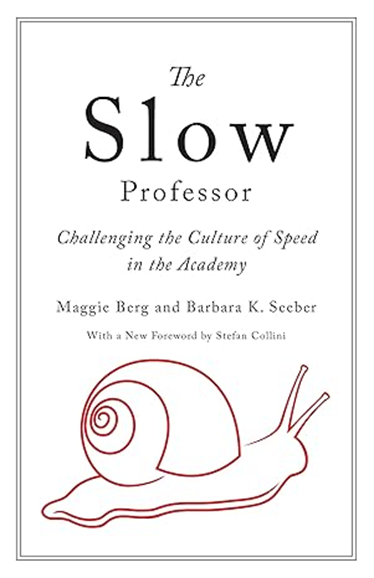 The
Slow
Professor
Challenging the Culture of Speed
in the Academy
Maggie Berg and Barbara K. Seeber
With a New Foreword by Stefan Collini